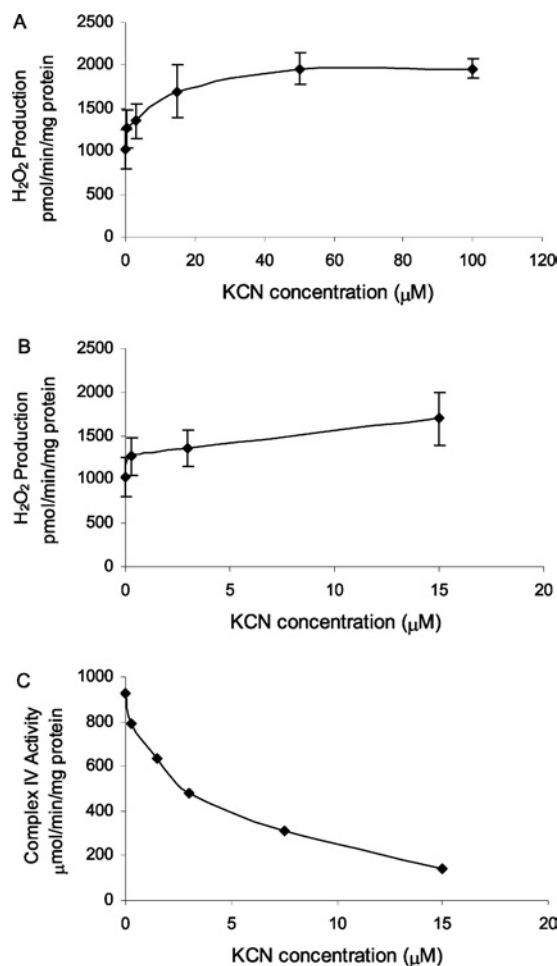 A
H₂O₂ Production
pmol/min/mg protein
2500
2000
1500
1000
500
0
0 20 40 60 80 100 120
KCN concentration (μM)
B
H₂O₂ Production
pmol/min/mg protein
2500
2000
1500
1000
500
0
0 5 10 15 20
KCN concentration (μM)
C
Complex IV Activity
μmol/min/mg protein
1000
800
600
400
200
0
0 5 10 15 20
KCN concentration (μM)